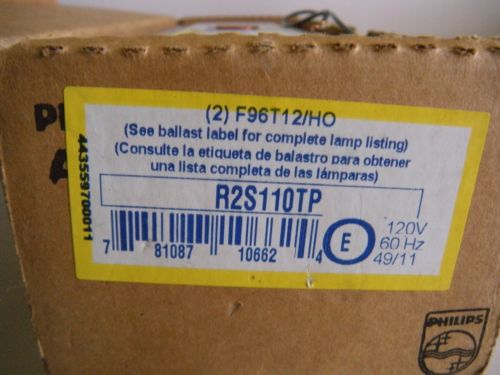 (2) F96T12/HO
(See ballast label for complete lamp listing)
(Consulte la etiqueta de balastro para obtener
una lista completa de las lámparas)
R2S110TP
7 81087 10662 4
E
120V
60 Hz
49/11
443559700011
PHILIPS